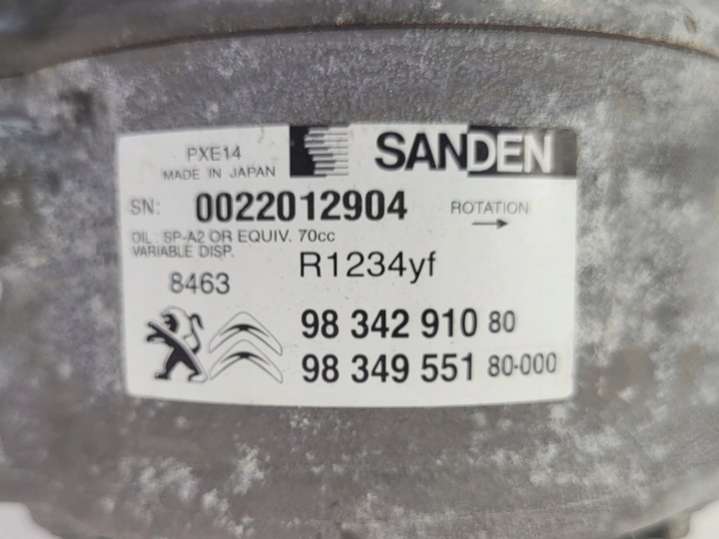 PXE14
MADE IN JAPAN
SANDEN
SN: 0022012904
ROTATION
OIL : SP-A2 OR EQUIV. 70cc
VARIABLE DISP.
R1234yf
8463
98 342 910 80
98 349 551 80-000